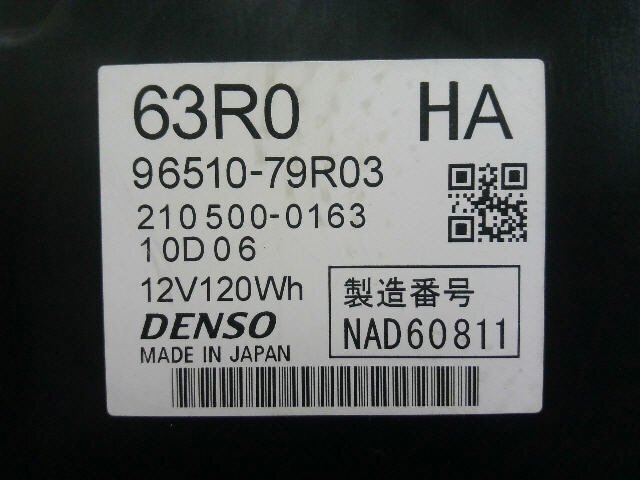 63R0 HA
96510-79R03
210500-0163
10D06
12V120Wh
製造番号
DENSO
NAD60811
MADE IN JAPAN